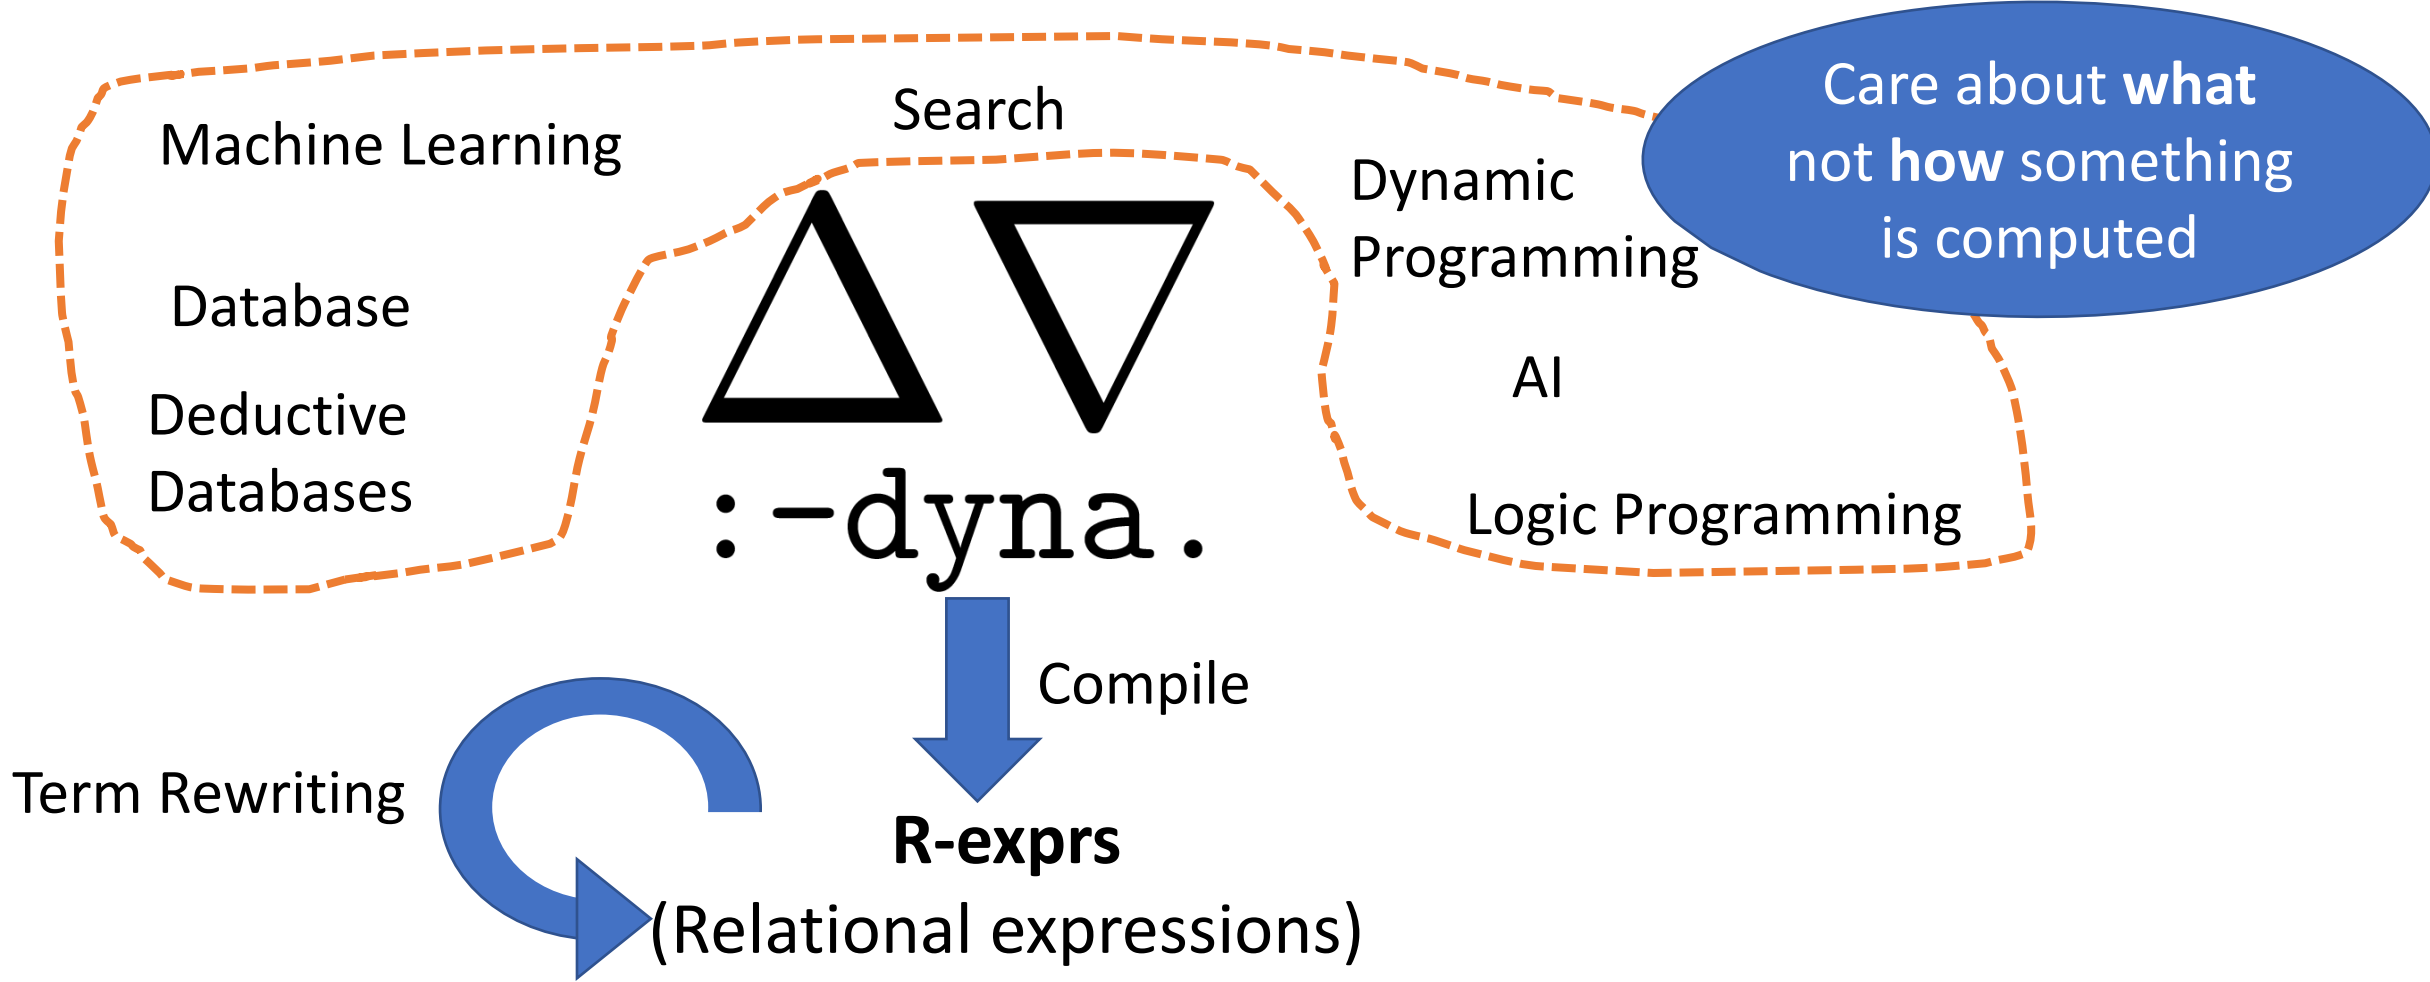 Search
Machine Learning
Database
Deductive
Databases
Dynamic
Programming
AI
Logic Programming
Care about what
not how something
is computed
:-dyna.
Compile
Term Rewriting
R-exprs
(Relational expressions)